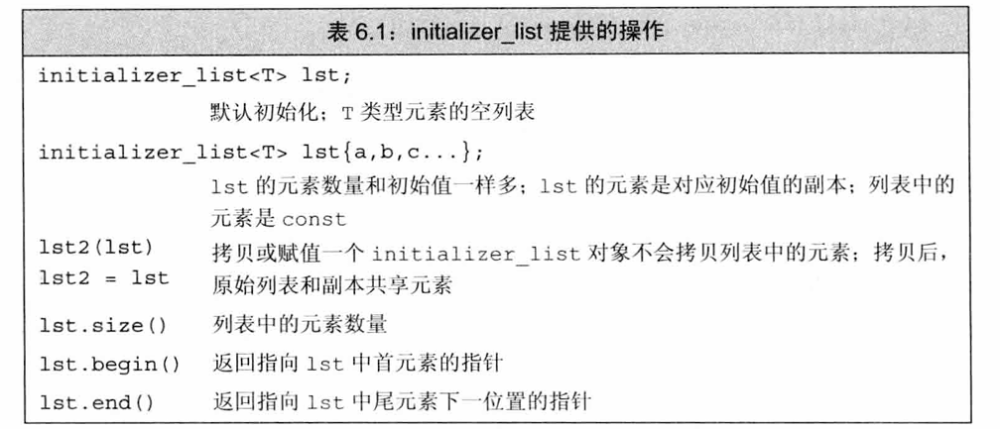 表 6.1：initializer_list 提供的操作
initializer_list<T> lst;
默认初始化；T 类型元素的空列表
initializer_list<T> lst{a,b,c...};
lst 的元素数量和初始值一样多；lst 的元素是对应初始值的副本；列表中的
元素是 const
lst2(lst) 拷贝或赋值一个 initializer_list 对象不会拷贝列表中的元素；拷贝后，
lst2 = lst 原始列表和副本共享元素
lst.size() 列表中的元素数量
lst.begin() 返回指向 lst 中首元素的指针
lst.end() 返回指向 lst 中尾元素下一位置的指针